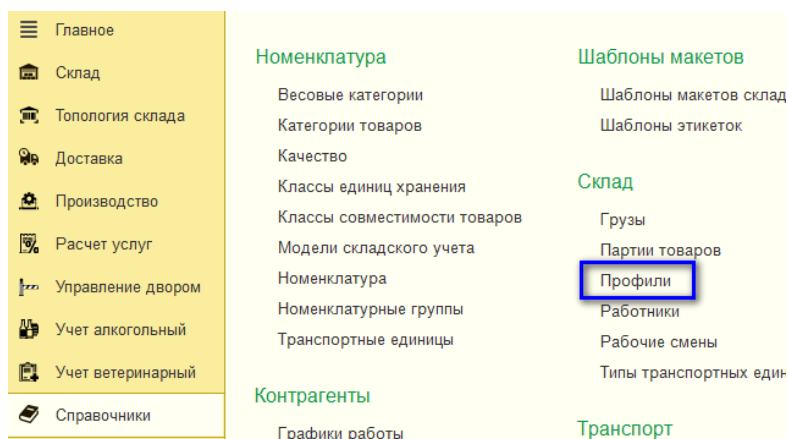 Главное
Склад
Топология склада
Доставка
Производство
Расчет услуг
Управление двором
Учет алкогольный
Учет ветеринарный
Справочники
Номенклатура
Весовые категории
Категории товаров
Качество
Классы единиц хранения
Классы совместимости товаров
Модели складского учета
Номенклатура
Номенклатурные группы
Транспортные единицы
Контрагенты
Графики работы
Шаблоны макетов
Шаблоны макетов склад
Шаблоны этикеток
Склад
Грузы
Партии товаров
Профили
Работники
Рабочие смены
Типы транспортных един
Транспорт